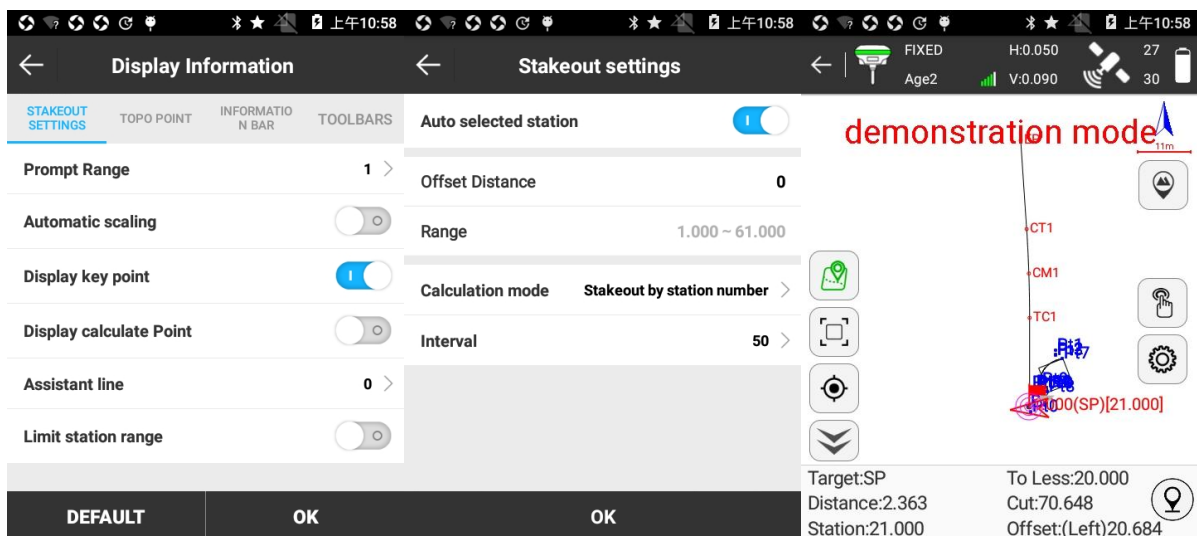 上午10:58
Display Information
STAKEOUT SETTINGS
TOPO POINT
INFORMATIO
N BAR
TOOLBARS
Prompt Range 1
Automatic scaling
Display key point
Display calculate Point
Assistant line 0
Limit station range
DEFAULT OK
上午10:58
Stakeout settings
Auto selected station
Offset Distance 0
Range 1.000 ~ 61.000
Calculation mode Stakeout by station number
Interval 50
OK
上午10:58
FIXED H:0.050 27
Age2 V:0.090 30
demonstration mode
11m
CT1
CM1
TC1
00(SP)[21.000]
Target:SP To Less:20.000
Distance:2.363 Cut:70.648
Station:21.000 Offset:(Left)20.684